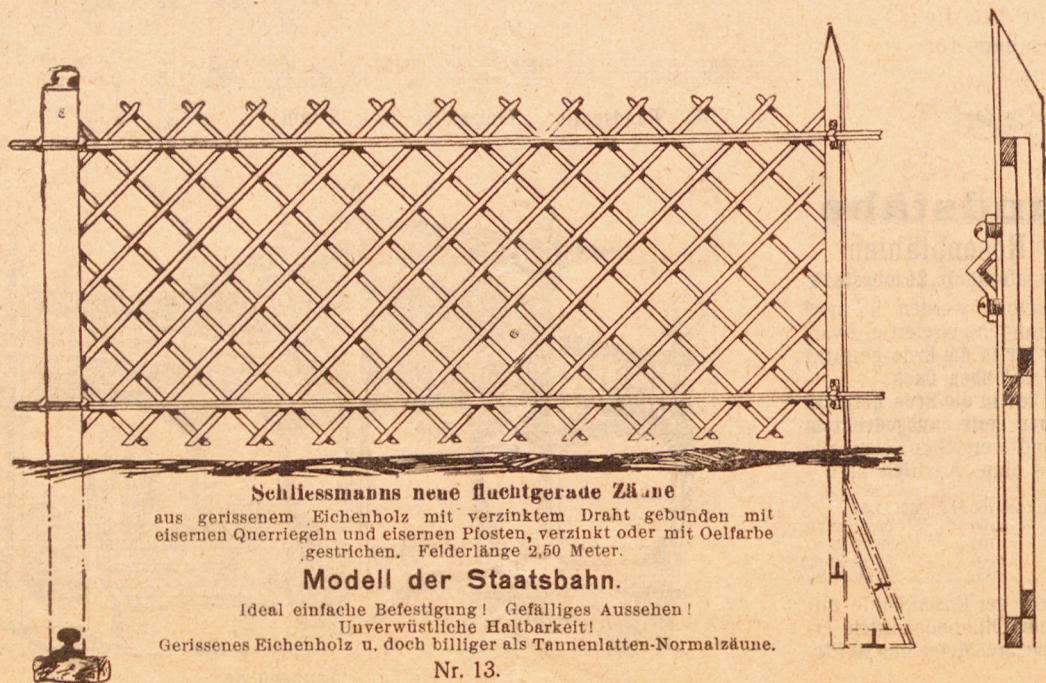 Schliessmanns neue fluchtgerade Zäune
aus gerissenem Eichenholz mit verzinktem Draht gebunden mit
eisernen Querriegeln und eisernen Pfosten, verzinkt oder mit Oelfarbe
gestrichen. Felderlänge 2,50 Meter.
Modell der Staatsbahn.
Ideal einfache Befestigung! Gefälliges Aussehen!
Unverwüstliche Haltbarkeit!
Gerissenes Eichenholz u. doch billiger als Tannenlatten-Normalzäune.
Nr. 13.